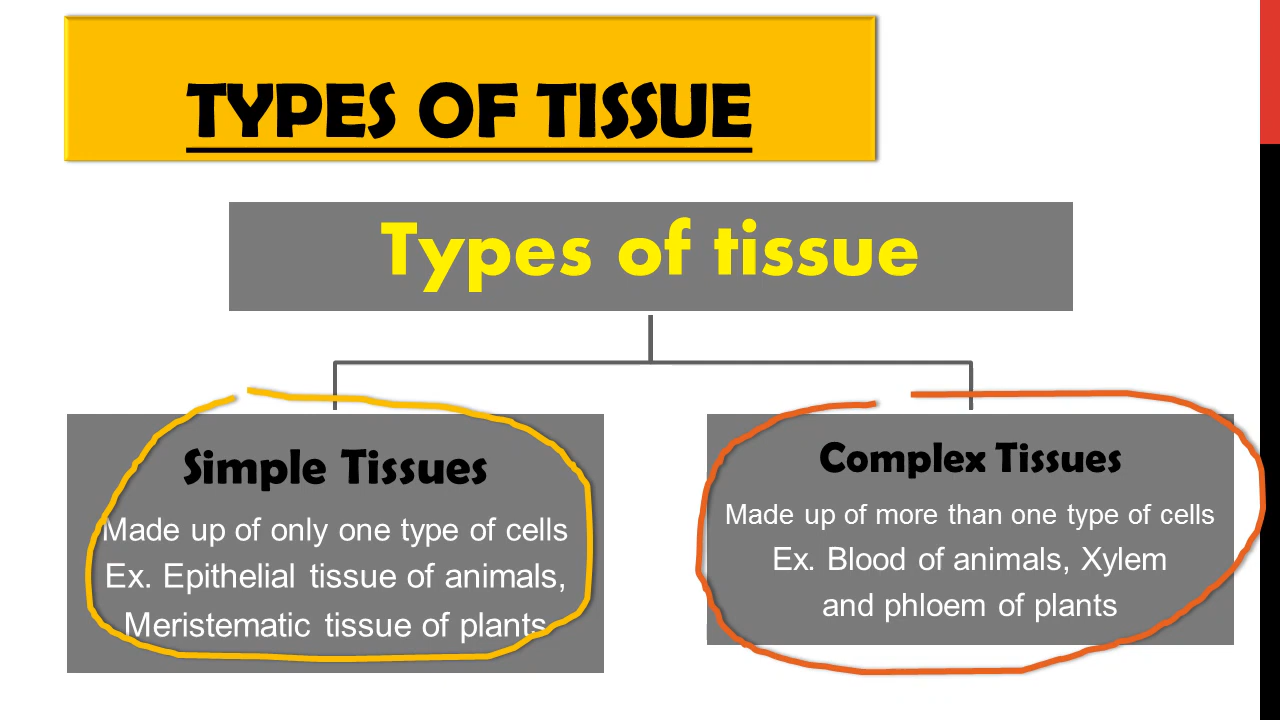 TYPES OF TISSUE
Types of tissue
Simple Tissues
Made up of only one type of cells
Ex. Epithelial tissue of animals,
Meristematic tissue of plants
Complex Tissues
Made up of more than one type of cells
Ex. Blood of animals, Xylem
and phloem of plants